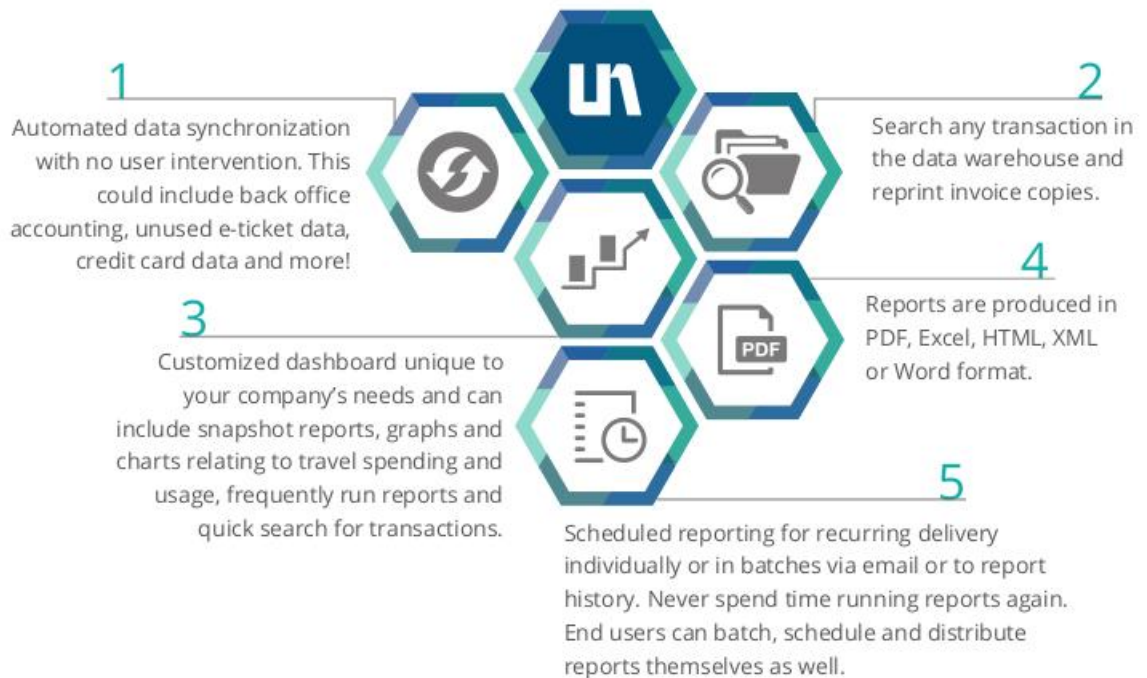 un
1
Automated data synchronization
with no user intervention. This
could include back office
accounting, unused e-ticket data,
credit card data and more!
2
Search any transaction in
the data warehouse and
reprint invoice copies.
3
Customized dashboard unique to
your company’s needs and can
include snapshot reports, graphs and
charts relating to travel spending and
usage, frequently run reports and
quick search for transactions.
4
Reports are produced in
PDF, Excel, HTML, XML
or Word format.
PDF
5
Scheduled reporting for recurring delivery
individually or in batches via email or to report
history. Never spend time running reports again.
End users can batch, schedule and distribute
reports themselves as well.